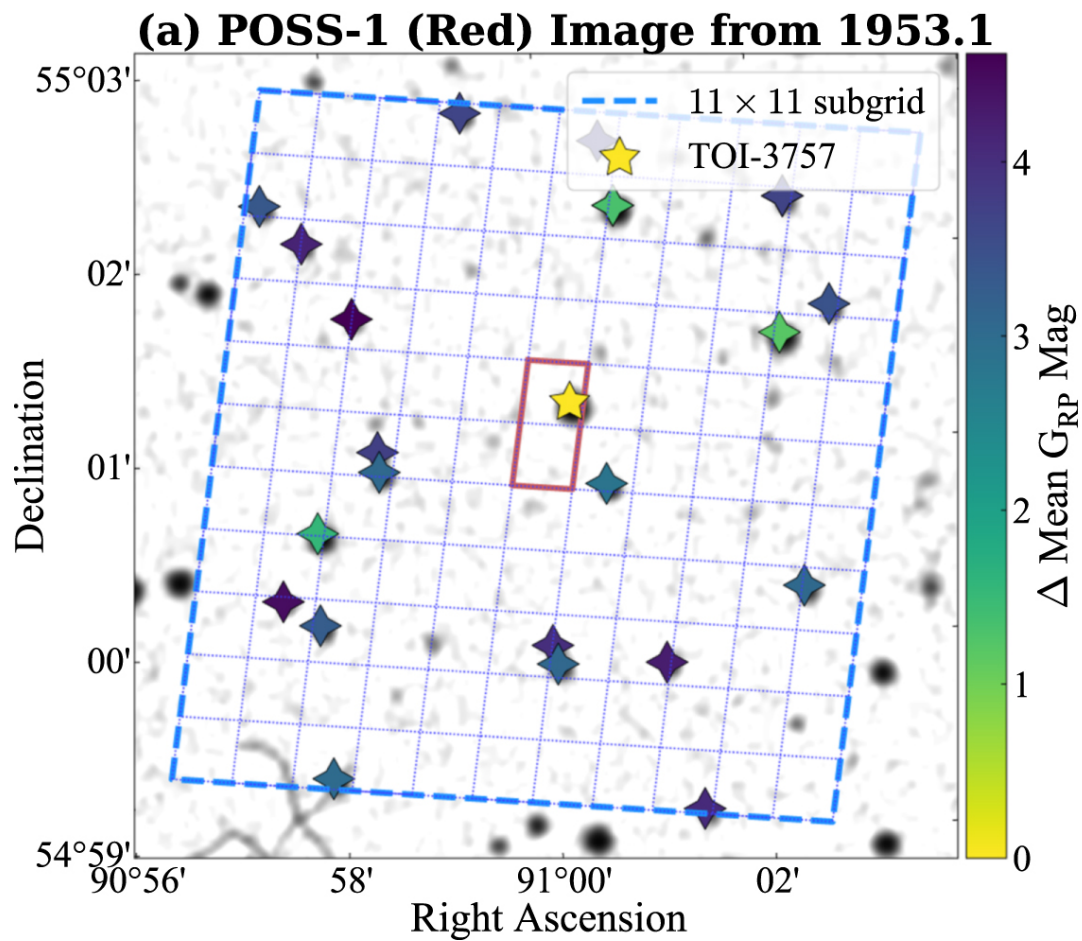 (a) POSS-1 (Red) Image from 1953.1
11 × 11 subgrid
TOI-3757
55°03'
02'
01'
00'
54°59'
90°56'
58'
91°00'
02'
Declination
Right Ascension
4
3
2
1
0
Δ Mean G_RP Mag